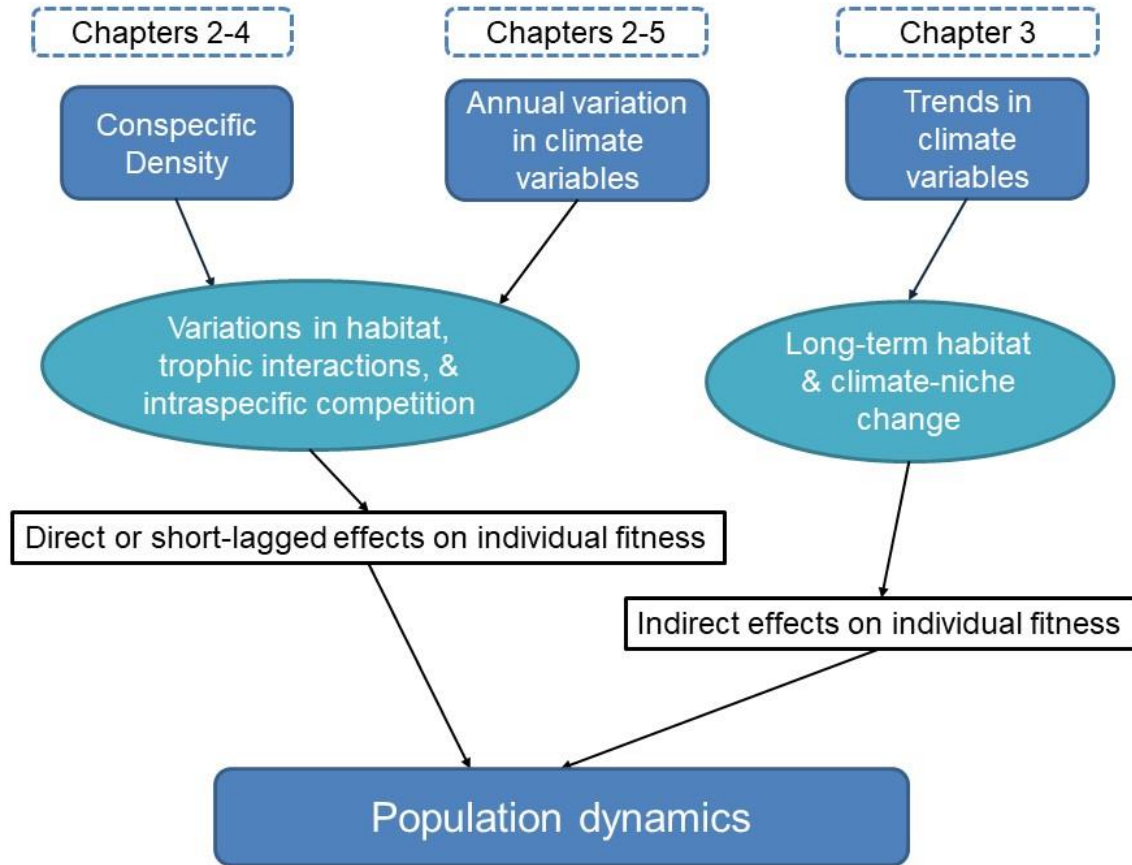 Chapters 2-4
Chapters 2-5
Chapter 3
Conspecific
Density
Annual variation
in climate
variables
Trends in
climate
variables
Variations in habitat,
trophic interactions, &
intraspecific competition
Long-term habitat
& climate-niche
change
Direct or short-lagged effects on individual fitness
Indirect effects on individual fitness
Population dynamics